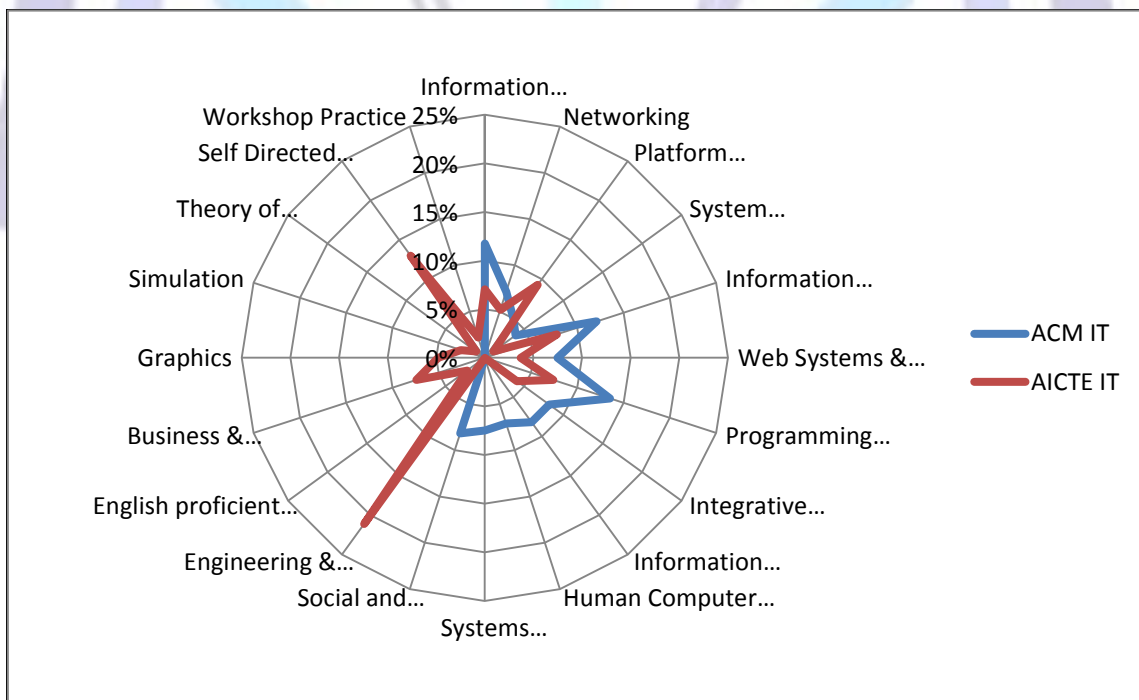 Information…
Networking
Platform…
System…
Information…
Web Systems &…
Programming…
Integrative…
Information…
Human Computer…
Systems…
Social and…
Engineering &…
English proficient…
Business &…
Graphics
Simulation
Theory of…
Self Directed…
Workshop Practice
25%
20%
15%
10%
5%
0%
ACM IT
AICTE IT